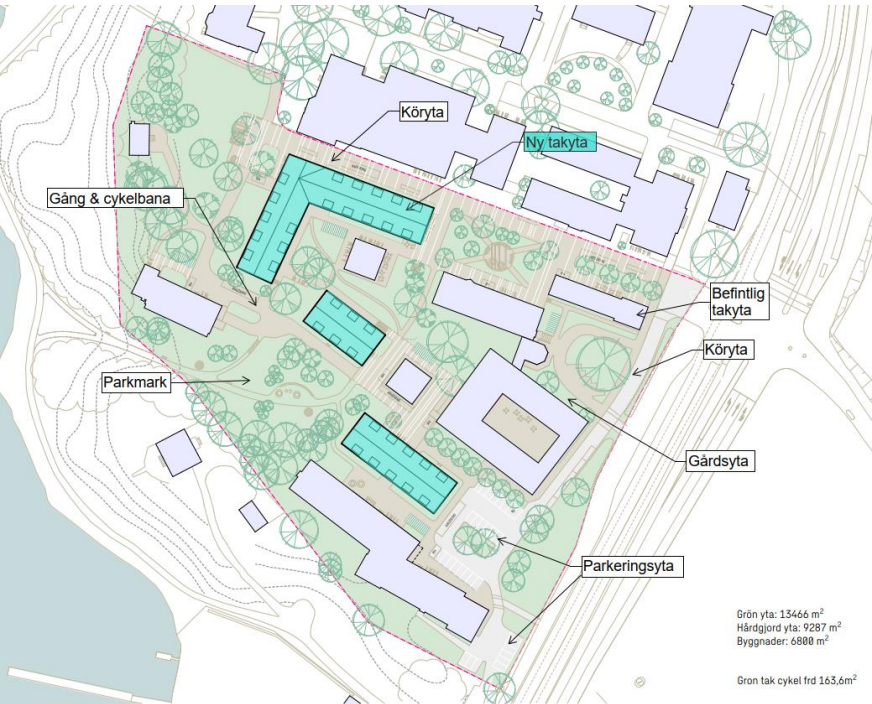 Köryta
Ny takyta
Gång & cykelbana
Befintlig
takyta
Köryta
Parkmark
Gårdsyta
Parkeringsyta
Grön yta: 13466 m²
Hårdgjord yta: 9287 m²
Byggnader: 6800 m²
Gron tak cykel frd 163,6m²